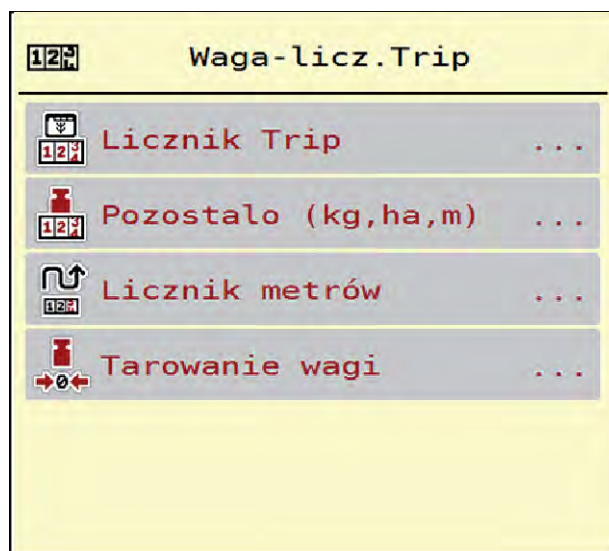 Waga-licz.Trip
Licznik Trip ...
Pozostalo (kg,ha,m) ...
Licznik metrów ...
Tarowanie wagi ...